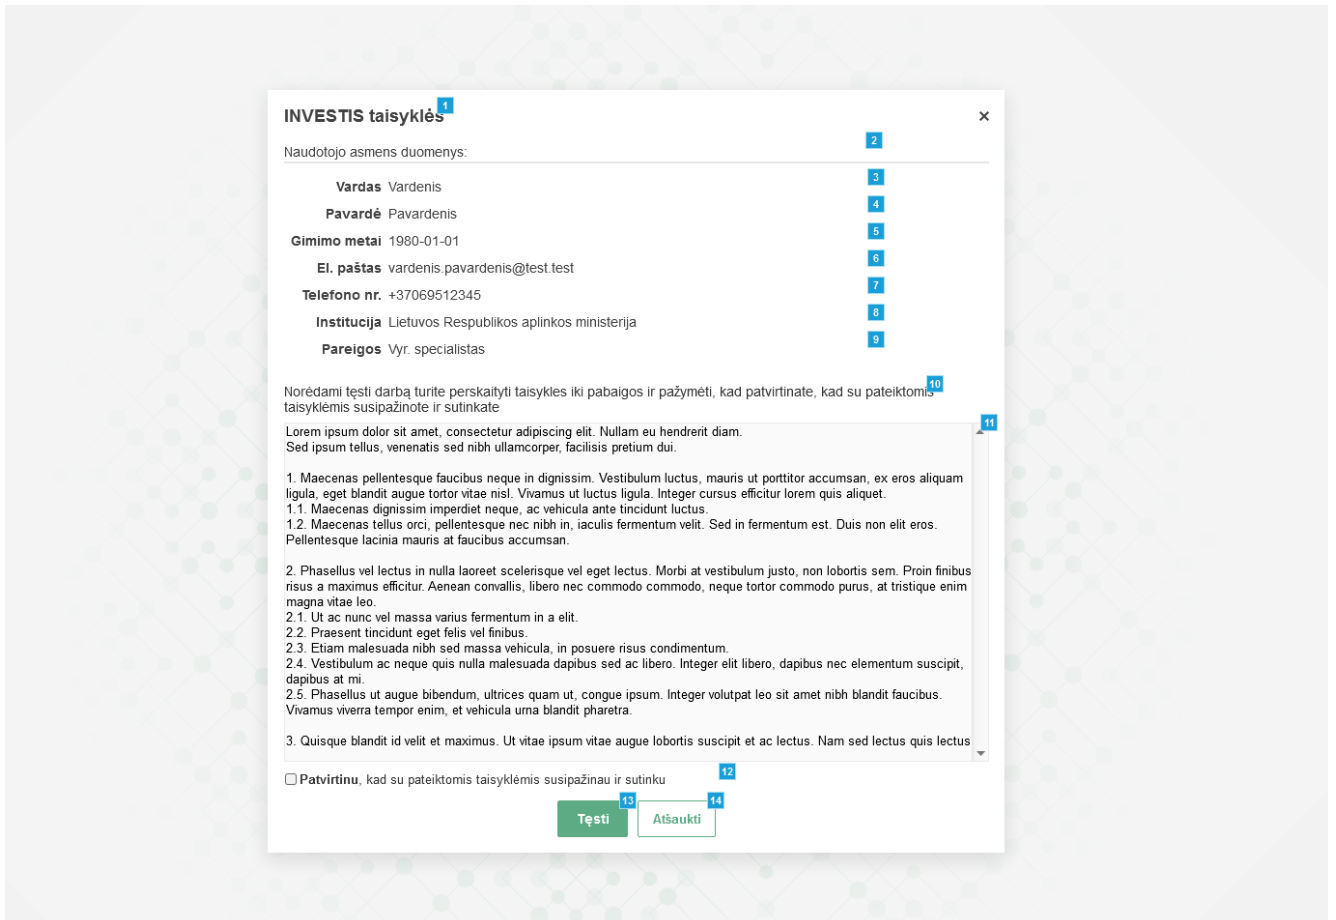 INVESTIS taisyklės 1
×
Naudotojo asmens duomenys: 2
Vardas Vardenis 3
Pavardė Pavardenis 4
Gimimo metai 1980-01-01 5
El. paštas vardenis.pavardenis@test.test 6
Telefono nr. +37069512345 7
Institucija Lietuvos Respublikos aplinkos ministerija 8
Pareigos Vyr. specialistas 9
Norėdami tęsti darbą turite perskaityti taisykles iki pabaigos ir pažymėti, kad patvirtinate, kad su pateiktomis 10
taisyklėmis susipažinote ir sutinkate
11
Lorem ipsum dolor sit amet, consectetur adipiscing elit. Nullam eu hendrerit diam.
Sed ipsum tellus, venenatis sed nibh ullamcorper, facilisis pretium dui.
1. Maecenas pellentesque faucibus neque in dignissim. Vestibulum luctus, mauris ut porttitor accumsan, ex eros aliquam
ligula, eget blandit augue tortor vitae nisl. Vivamus ut luctus ligula. Integer cursus efficitur lorem quis aliquet.
1.1. Maecenas dignissim imperdiet neque, ac vehicula ante tincidunt luctus.
1.2. Maecenas tellus orci, pellentesque nec nibh in, iaculis fermentum velit. Sed in fermentum est. Duis non elit eros.
Pellentesque lacinia mauris at faucibus accumsan.
2. Phasellus vel lectus in nulla laoreet scelerisque vel eget lectus. Morbi at vestibulum justo, non lobortis sem. Proin finibus
risus a maximus efficitur. Aenean convallis, libero nec commodo commodo, neque tortor commodo purus, at tristique enim
magna vitae leo.
2.1. Ut ac nunc vel massa varius fermentum in a elit.
2.2. Praesent tincidunt eget felis vel finibus.
2.3. Etiam malesuada nibh sed massa vehicula, in posuere risus condimentum.
2.4. Vestibulum ac neque quis nulla malesuada dapibus sed ac libero. Integer elit libero, dapibus nec elementum suscipit,
dapibus at mi.
2.5. Phasellus ut augue bibendum, ultrices quam ut, congue ipsum. Integer volutpat leo sit amet nibh blandit faucibus.
Vivamus viverra tempor enim, et vehicula urna blandit pharetra.
3. Quisque blandit id velit et maximus. Ut vitae ipsum vitae augue lobortis suscipit et ac lectus. Nam sed lectus quis lectus
Patvirtinu, kad su pateiktomis taisyklėmis susipažinau ir sutinku 12
Tęsti 13
Atšaukti 14